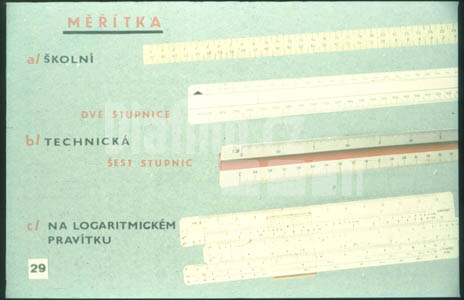 MĚŘÍTKA
a/ ŠKOLNÍ
DVĚ STUPNICE
b/ TECHNICKÁ
ŠEST STUPNIC
c/ NA LOGARITMICKÉM
PRAVÍTKU
29